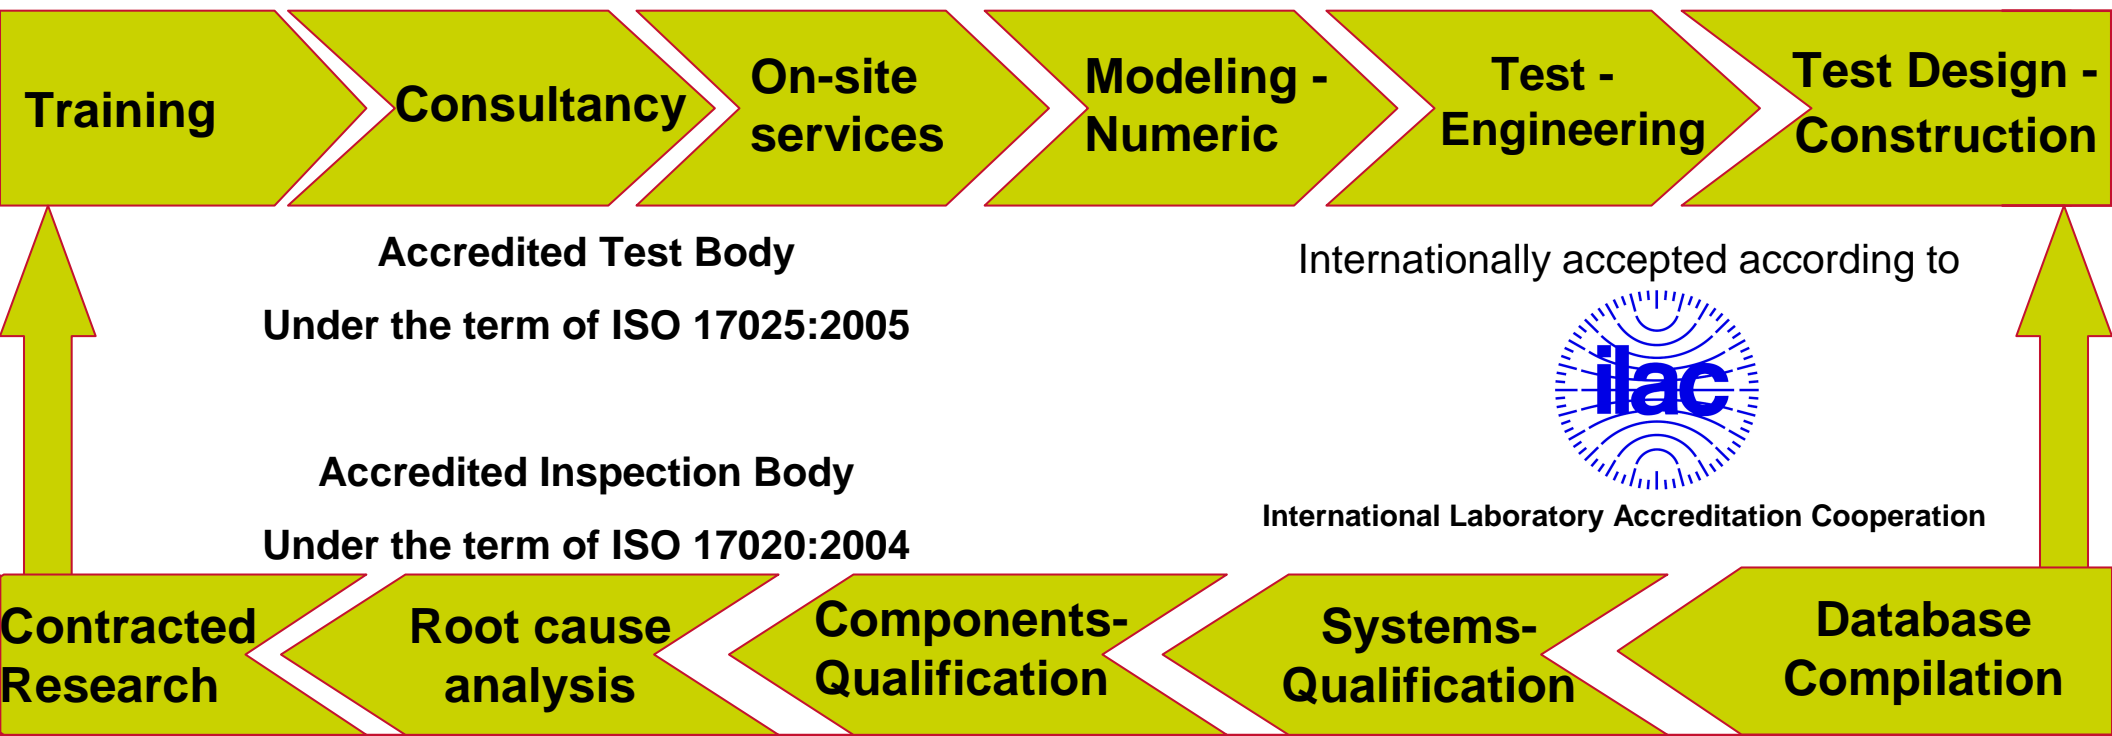 Training
Consultancy
On-site
services
Modeling -
Numeric
Test -
Engineering
Test Design -
Construction
Accredited Test Body
Under the term of ISO 17025:2005
Accredited Inspection Body
Under the term of ISO 17020:2004
Internationally accepted according to
ilac
International Laboratory Accreditation Cooperation
Contracted
Research
Root cause
analysis
Components-
Qualification
Systems-
Qualification
Database
Compilation